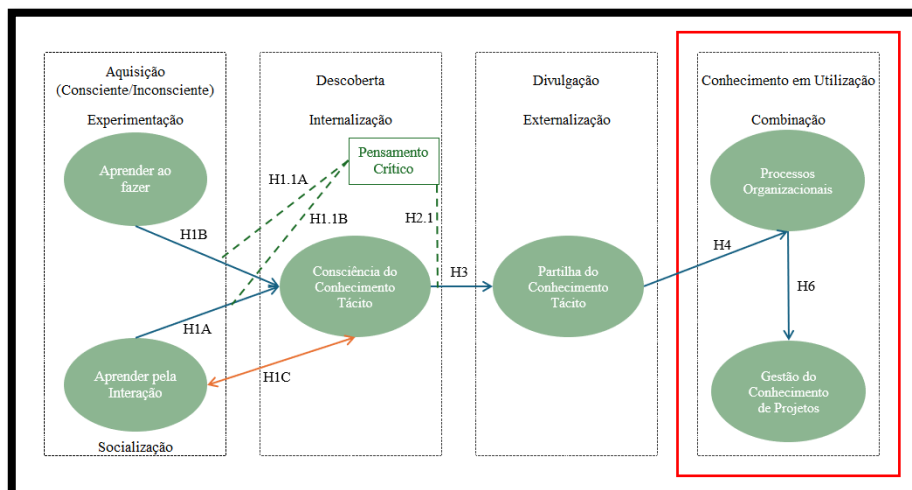 Aquisição
(Consciente/Inconsciente)
Experimentação
Aprender ao
fazer
H1B
H1A
Aprender pela
Interação
Socialização
Descoberta
Internalização
Pensamento
Crítico
H1.1A
H1.1B
H2.1
Consciência do
Conhecimento
Tácito
H1C
H3
Divulgação
Externalização
Partilha do
Conhecimento
Tácito
H4
Conhecimento em Utilização
Combinação
Processos
Organizacionais
H6
Gestão do
Conhecimento
de Projetos